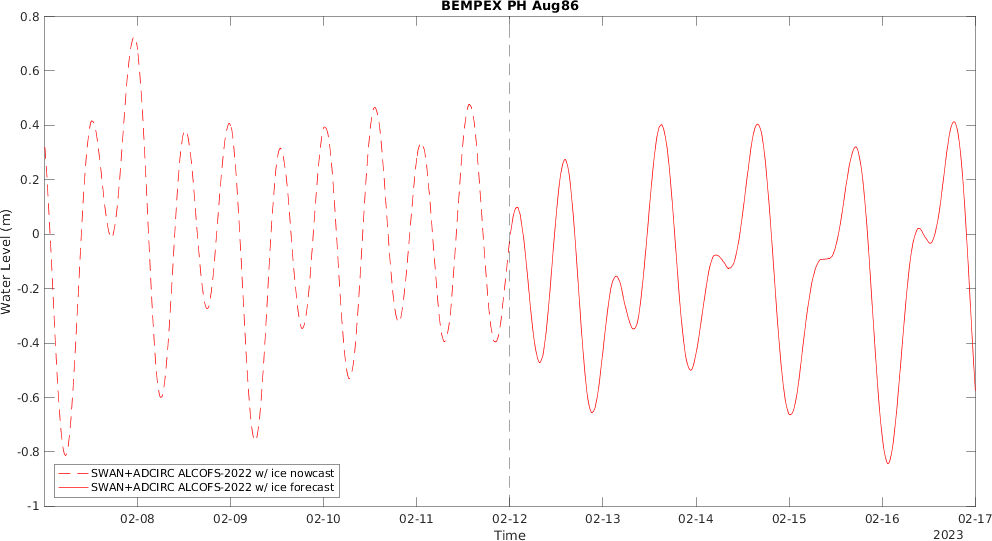 BEMPEX PH Aug86
0.8
0.6
0.4
0.2
0
-0.2
-0.4
-0.6
-0.8
-1
Water Level (m)
SWAN+ADCIRC ALCOFS-2022 w/ ice nowcast
SWAN+ADCIRC ALCOFS-2022 w/ ice forecast
02-08 02-09 02-10 02-11 02-12 02-13 02-14 02-15 02-16 02-17
Time
2023